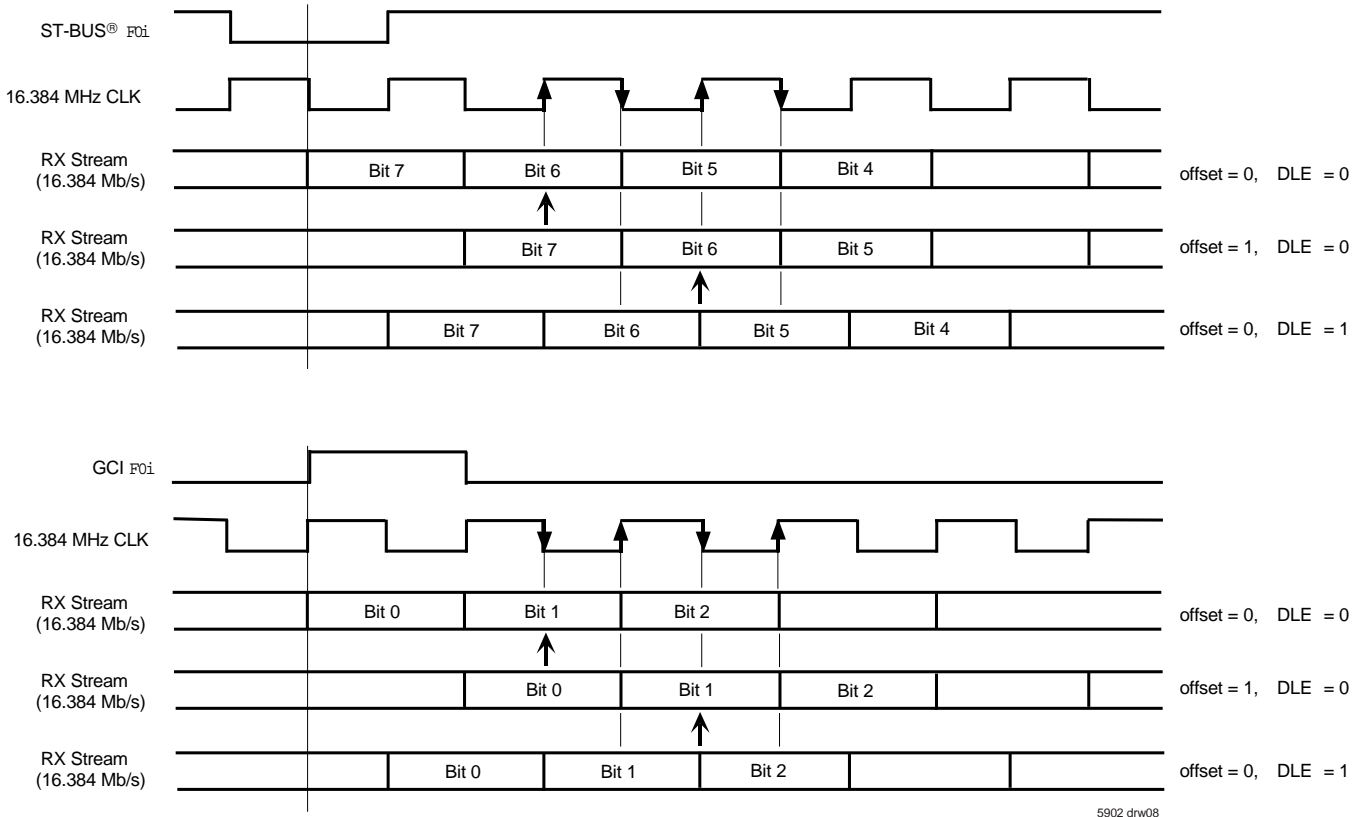 ST-BUS® F0i
16.384 MHz CLK
RX Stream
(16.384 Mb/s)
Bit 7 Bit 6 Bit 5 Bit 4
offset = 0, DLE = 0
RX Stream
(16.384 Mb/s)
Bit 7 Bit 6 Bit 5
offset = 1, DLE = 0
RX Stream
(16.384 Mb/s)
Bit 7 Bit 6 Bit 5 Bit 4
offset = 0, DLE = 1
GCI F0i
16.384 MHz CLK
RX Stream
(16.384 Mb/s)
Bit 0 Bit 1 Bit 2
offset = 0, DLE = 0
RX Stream
(16.384 Mb/s)
Bit 0 Bit 1 Bit 2
offset = 1, DLE = 0
RX Stream
(16.384 Mb/s)
Bit 0 Bit 1 Bit 2
offset = 0, DLE = 1
5902 drw08